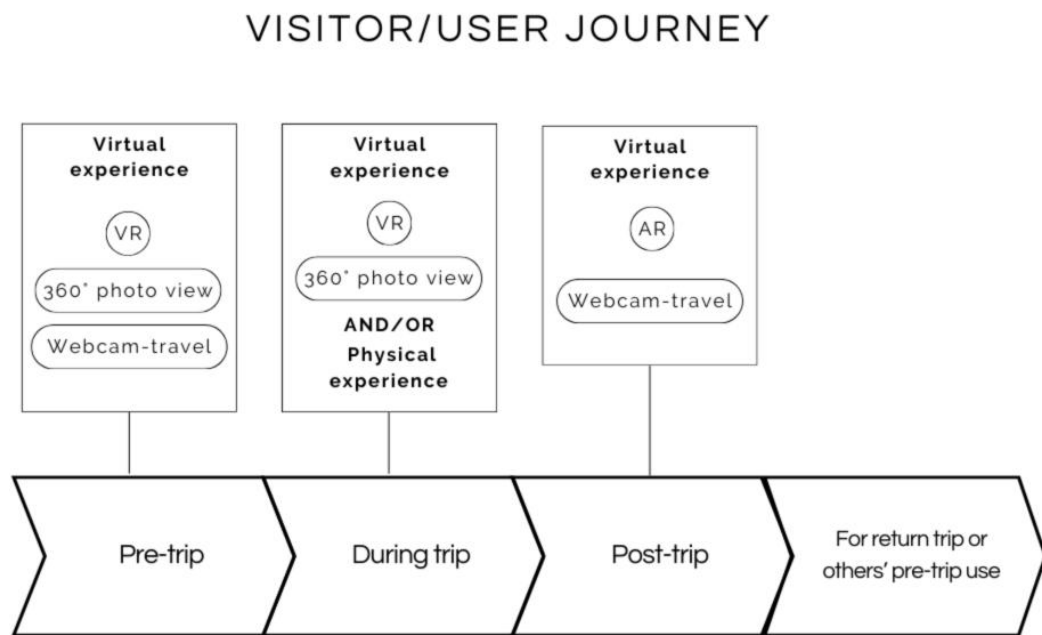 VISITOR/USER JOURNEY
Virtual
experience
VR
360° photo view
Webcam-travel
Virtual
experience
VR
360° photo view
AND/OR
Physical
experience
Virtual
experience
AR
Webcam-travel
Pre-trip
During trip
Post-trip
For return trip or
others’ pre-trip use